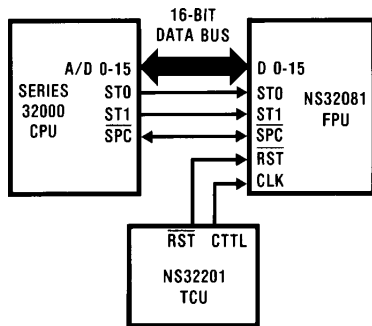 16-BIT
DATA BUS
A/D 0-15
D 0-15
SERIES
32000
CPU
ST0
ST1
SPC
ST0
ST1
SPC
RST
CLK
NS32081
FPU
RST CTTL
NS32201
TCU